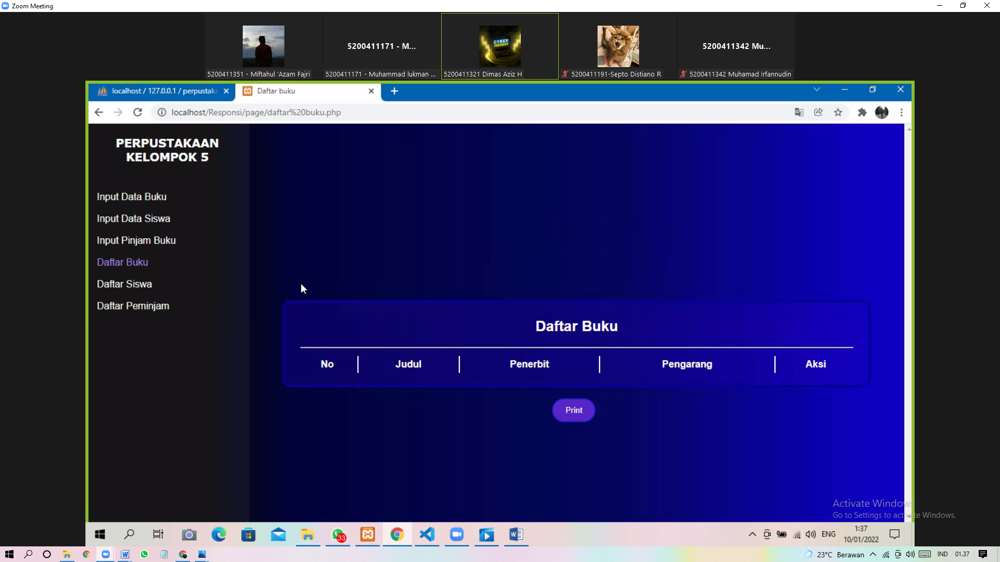 Zoom Meeting
5200411171 - M...
CYBER
MONDAY
5200411342 Mu...
5200411351 - Miftahul 'Azam Fajri
5200411171 - Muhammad lukman ...
5200411321 Dimas Aziz H
5200411191-Septo Distiano R
5200411342 Muhamad Irfannudin
localhost / 127.0.0.1 / perpustaka
Daftar buku
localhost/Responsi/page/daftar%20buku.php
PERPUSTAKAAN
KELOMPOK 5
Input Data Buku
Input Data Siswa
Input Pinjam Buku
Daftar Buku
Daftar Siswa
Daftar Peminjam
Daftar Buku
No
Judul
Penerbit
Pengarang
Aksi
Print
Activate Windows
Go to Settings to activate Windows.
33
ENG
1:37
10/01/2022
23°C Berawan
IND
01.37